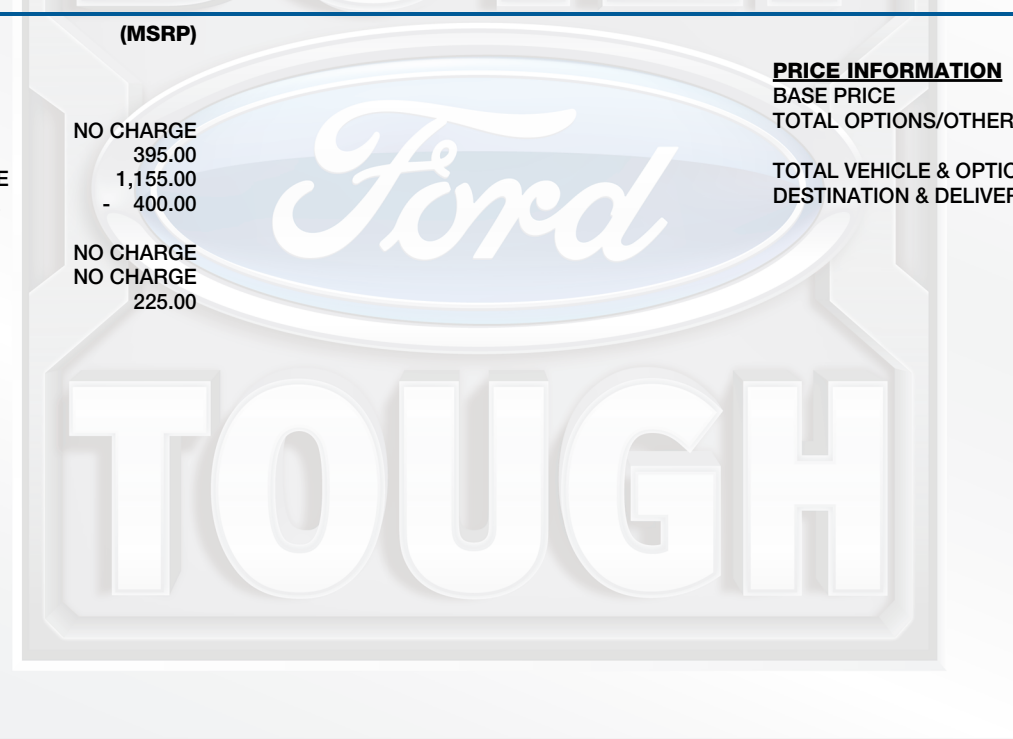 (MSRP)
NO CHARGE
395.00
E 1,155.00
- 400.00
NO CHARGE
NO CHARGE
225.00
PRICE INFORMATION
BASE PRICE
TOTAL OPTIONS/OTHER
TOTAL VEHICLE & OPTIO
DESTINATION & DELIVER
Ford
TOUGH